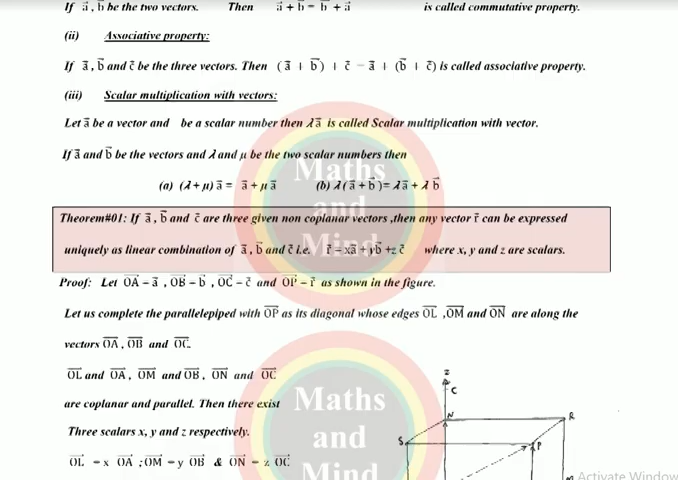 If a⃗ , b⃗ be the two vectors. Then a⃗ + b⃗ = b⃗ + a⃗ is called commutative property.
(ii) Associative property:
If a⃗ , b⃗ and c⃗ be the three vectors. Then ( a⃗ + b⃗ ) + c⃗ = a⃗ + (b⃗ + c⃗) is called associative property.
(iii) Scalar multiplication with vectors:
Let a⃗ be a vector and be a scalar number then λa⃗ is called Scalar multiplication with vector.
If a⃗ and b⃗ be the vectors and λ and μ be the two scalar numbers then
(a) (λ+ μ) a⃗ = a⃗ + μ a⃗ (b) λ( a⃗ + b⃗ )= λa⃗ + λ b⃗
Theorem#01: If a⃗ , b⃗ and c⃗ are three given non coplanar vectors ,then any vector r⃗ can be expressed
uniquely as linear combination of a⃗ , b⃗ and c⃗ i.e. r⃗ = xa⃗ + yb⃗ +z c⃗ where x, y and z are scalars.
Proof: Let OA⃗ = a⃗ , OB⃗ = b⃗ , OC⃗ = c⃗ and OP⃗ = r⃗ as shown in the figure.
Let us complete the parallelepiped with OP⃗ as its diagonal whose edges OL⃗ ,OM⃗ and ON⃗ are along the
vectors OA⃗ , OB⃗ and OC⃗.
OL⃗ and OA⃗ , OM⃗ and OB⃗ , ON⃗ and OC⃗
are coplanar and parallel. Then there exist
Three scalars x, y and z respectively.
OL⃗ = x OA⃗ ; OM⃗ = y OB⃗ & ON⃗ = z OC⃗
z
C
N
R
S
P
Maths
and
Mind
Maths
and
Mind
Activate Window